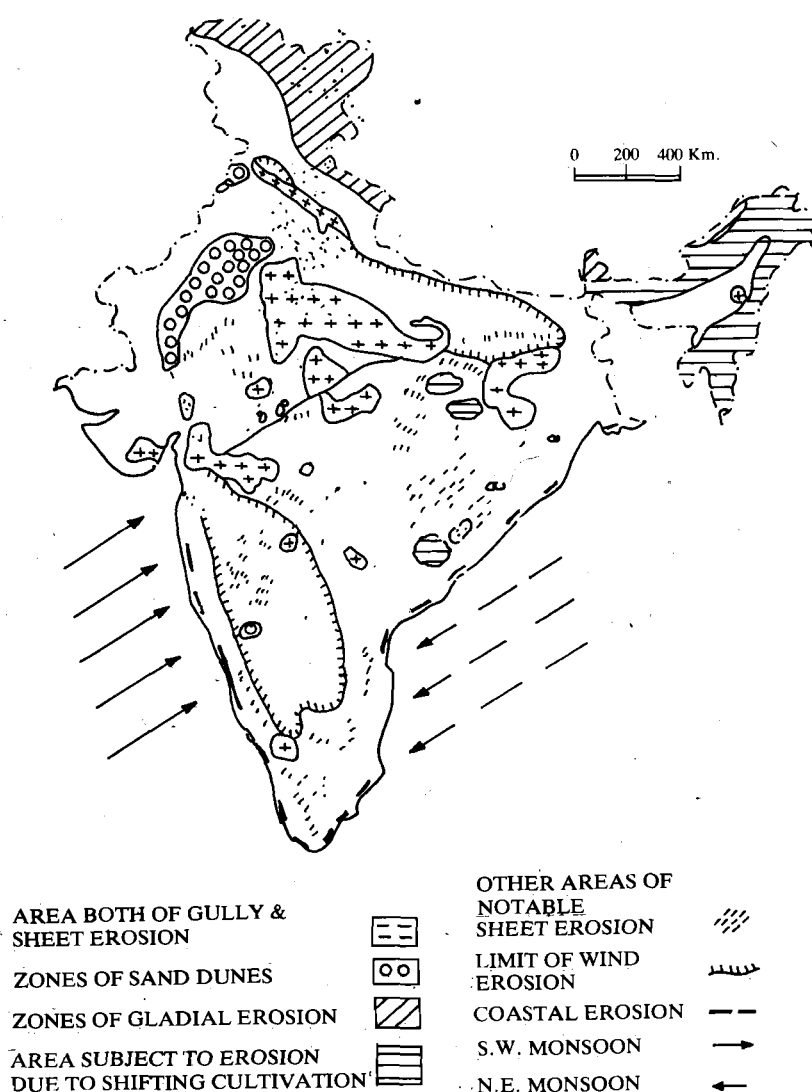 0 200 400 Km.
AREA BOTH OF GULLY &
SHEET EROSION
ZONES OF SAND DUNES
ZONES OF GLADIAL EROSION
AREA SUBJECT TO EROSION
DUE TO SHIFTING CULTIVATION
OTHER AREAS OF
NOTABLE
SHEET EROSION
LIMIT OF WIND
EROSION
COASTAL EROSION
S.W. MONSOON
N.E. MONSOON